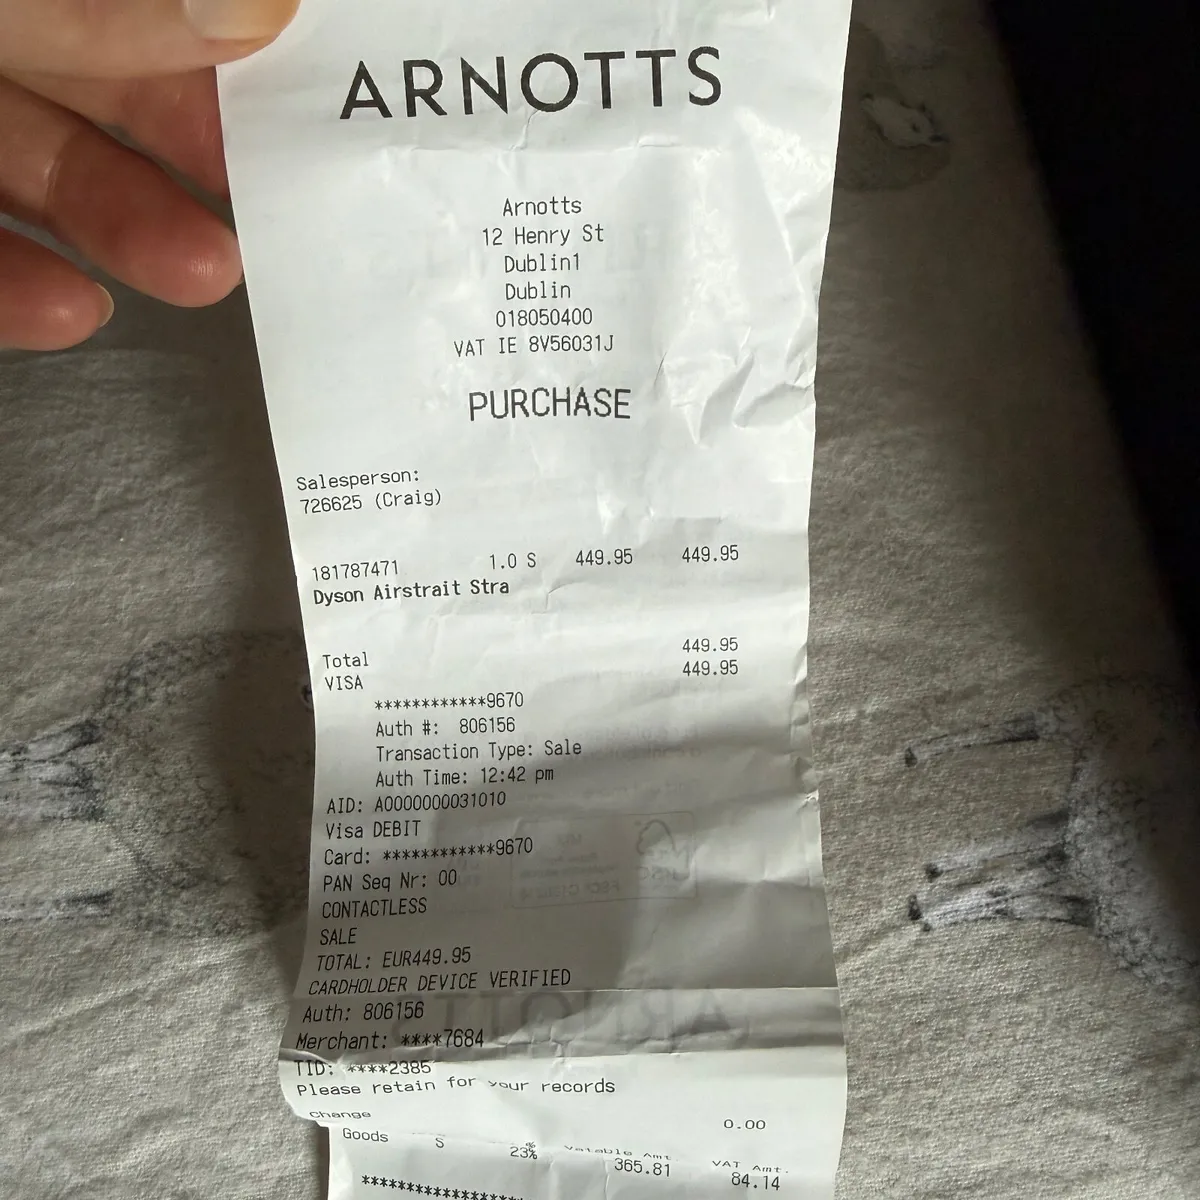 ARNOTTS
Arnotts
12 Henry St
Dublin1
Dublin
018050400
VAT IE 8V56031J
PURCHASE
Salesperson:
726625 (Craig)
181787471 1.0 S 449.95 449.95
Dyson Airstrait Stra
Total 449.95
VISA 449.95
************9670
Auth #: 806156
Transaction Type: Sale
Auth Time: 12:42 pm
AID: A0000000031010
Visa DEBIT
Card: ************9670
PAN Seq Nr: 00
CONTACTLESS
SALE
TOTAL: EUR449.95
CARDHOLDER DEVICE VERIFIED
Auth: 806156
Merchant: ****7684
TID: ****2385
Please retain for your records
Change 0.00
% Vatable Amt VAT Amt.
Goods S 23% 365.81 84.14